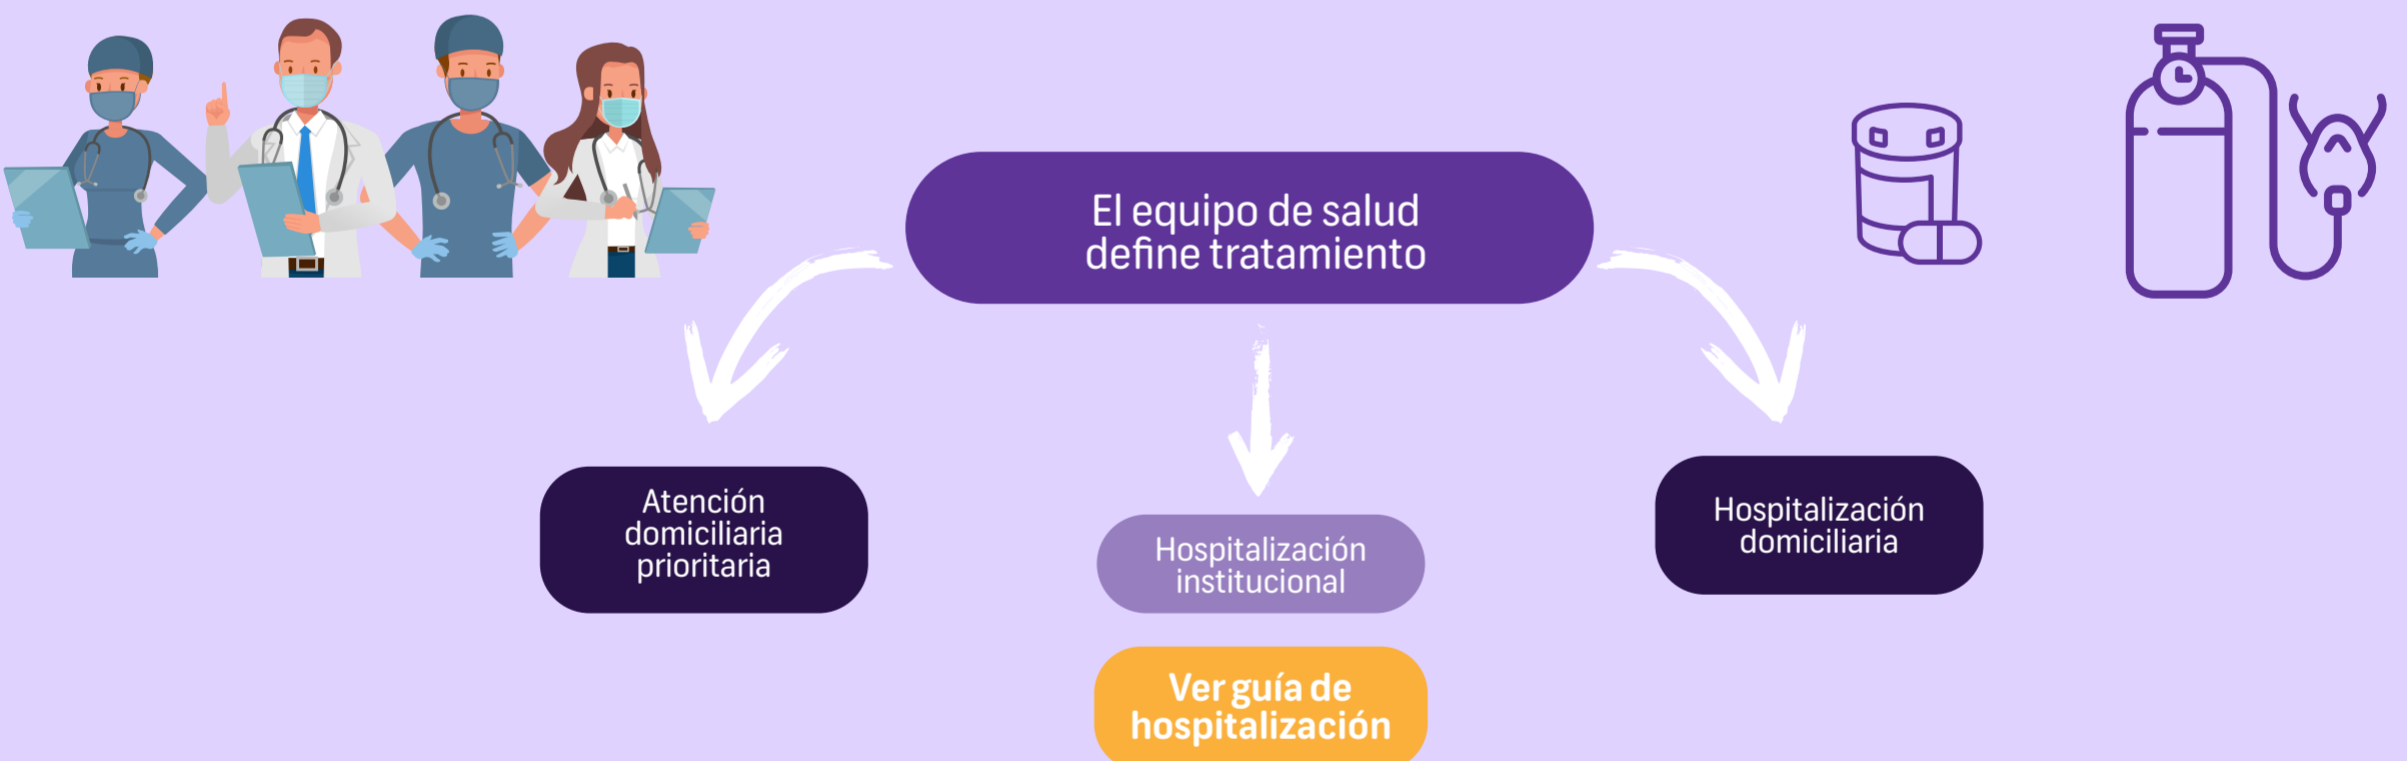 El equipo de salud
define tratamiento
Atención
domiciliaria
prioritaria
Hospitalización
institucional
Hospitalización
domiciliaria
Ver guía de
hospitalización